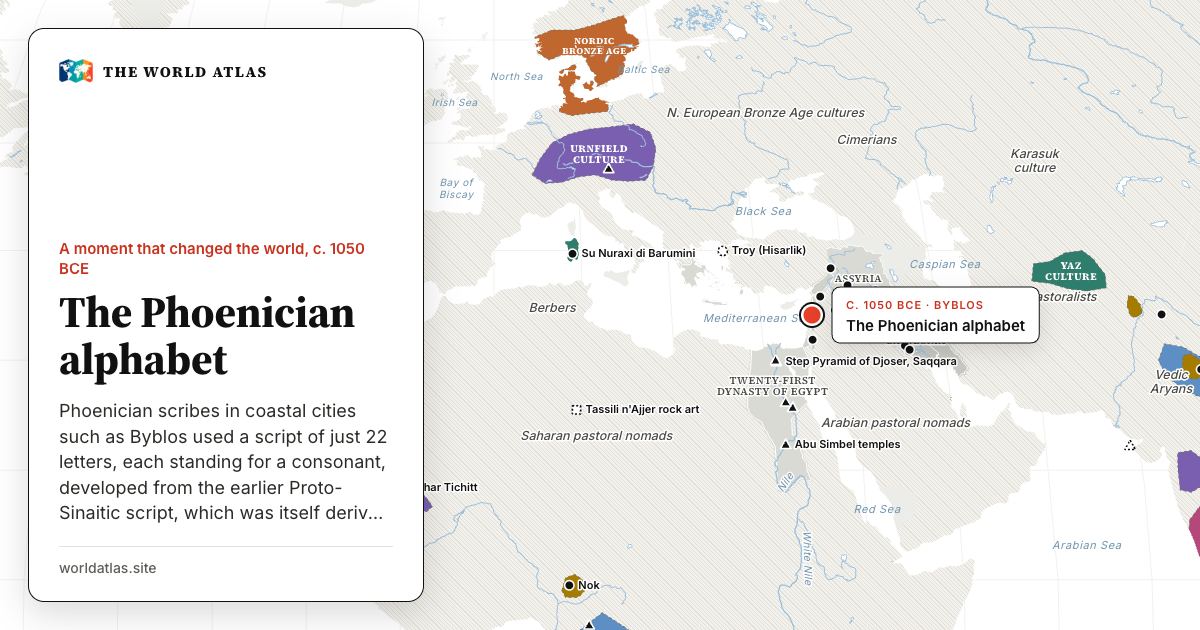 THE WORLD ATLAS
A moment that changed the world, c. 1050
BCE
The Phoenician
alphabet
Phoenician scribes in coastal cities
such as Byblos used a script of just 22
letters, each standing for a consonant,
developed from the earlier Proto-
Sinaitic script, which was itself deriv...
worldatlas.site
NORDIC
BRONZE AGE
North Sea
Baltic Sea
Irish Sea
N. European Bronze Age cultures
Cimerians
URNFIELD
CULTURE
Karasuk
culture
Bay of
Biscay
Black Sea
Su Nuraxi di Barumini
Troy (Hisarlik)
Caspian Sea
ASSYRIA
YAZ
CULTURE
Berbers
Mediterranean S
C. 1050 BCE · BYBLOS
The Phoenician alphabet
astoralists
Step Pyramid of Djoser, Saqqara
TWENTY-FIRST
DYNASTY OF EGYPT
Vedic
Aryans
Tassili n'Ajjer rock art
Saharan pastoral nomads
Arabian pastoral nomads
Abu Simbel temples
har Tichitt
Nile
Red Sea
White Nile
Arabian Sea
Nok